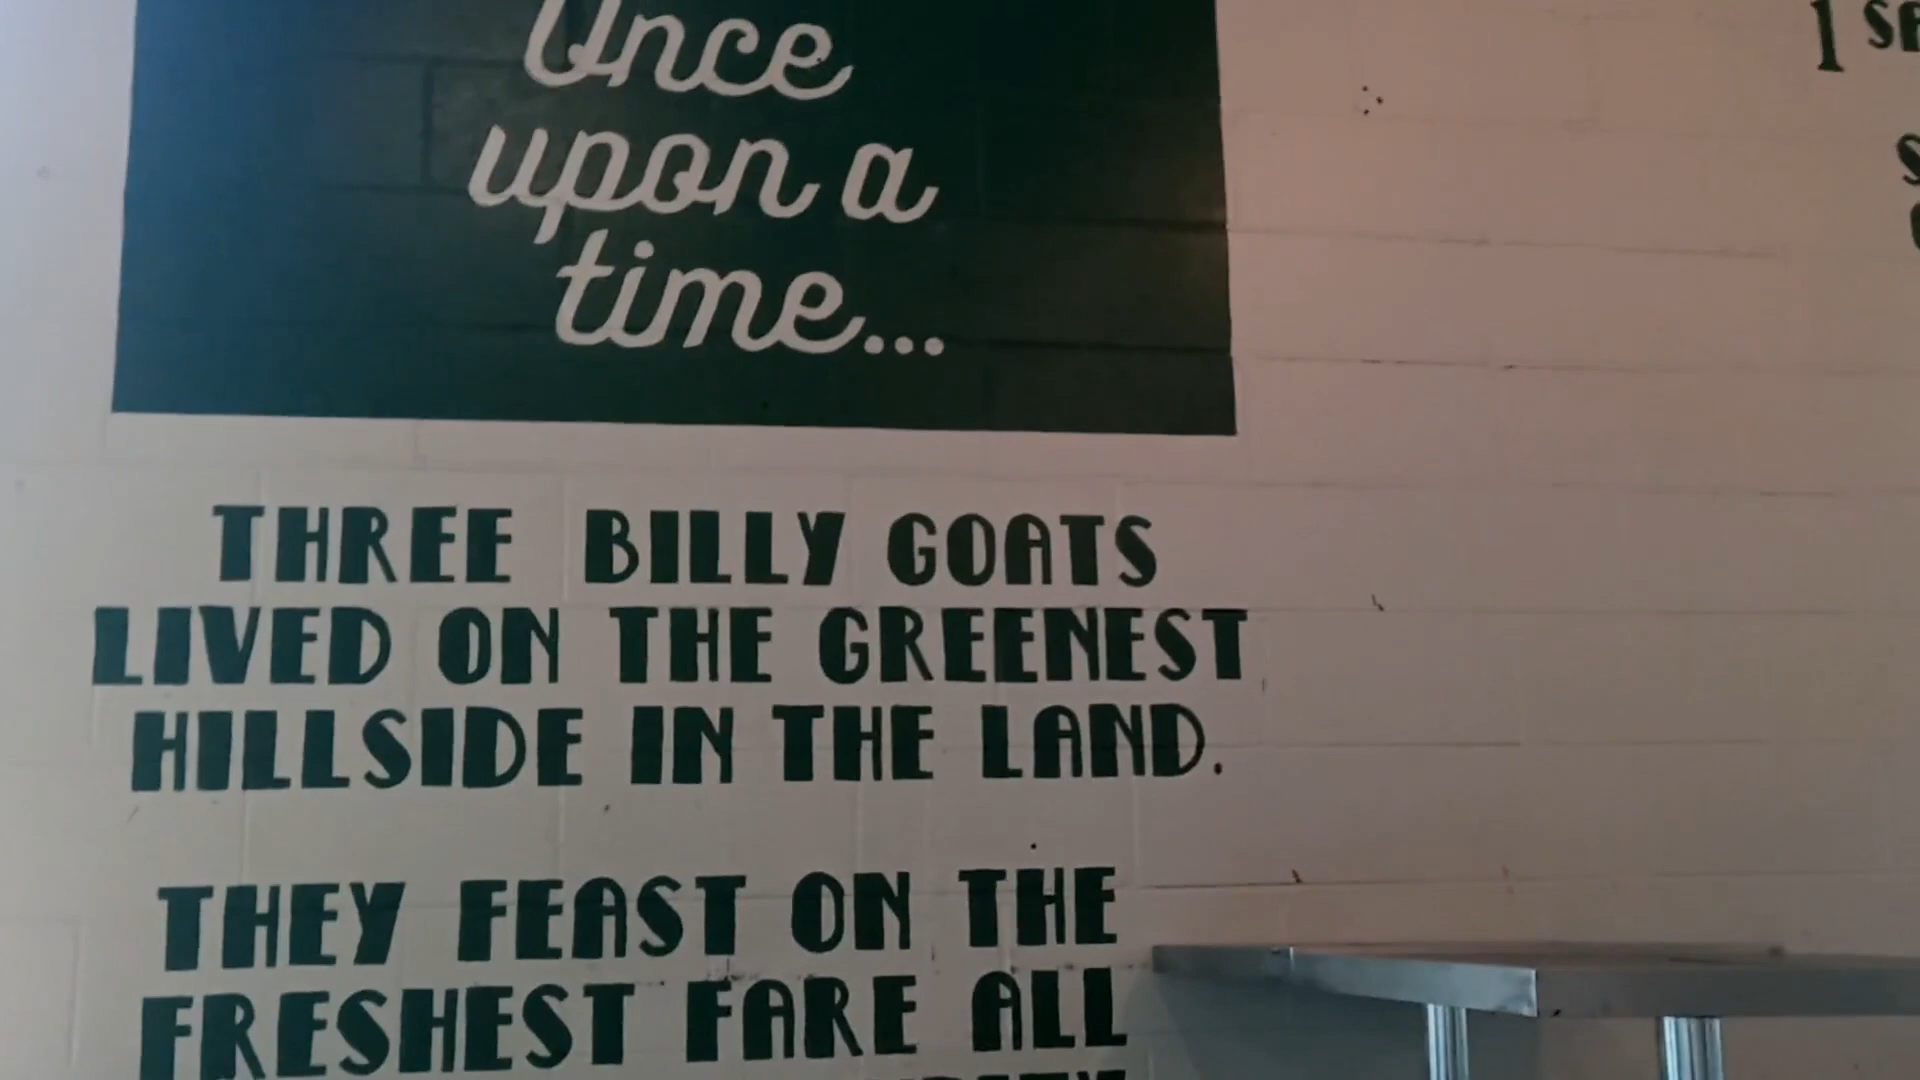 Once
upon a
time...
THREE BILLY GOATS
LIVED ON THE GREENEST
HILLSIDE IN THE LAND.
THEY FEAST ON THE
FRESHEST FARE ALL
1